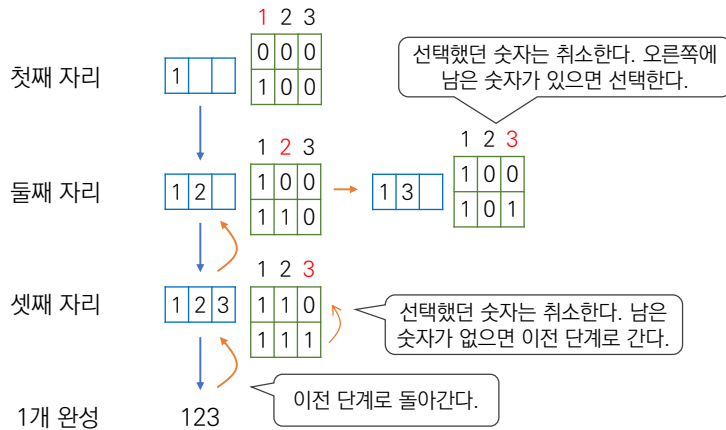 1 2 3
첫째 자리
1
0 0 0
1 0 0
선택했던 숫자는 취소한다. 오른쪽에
남은 숫자가 있으면 선택한다.
둘째 자리
1 2
1 2 3
1 0 0
1 1 0
1 3
1 2 3
1 0 0
1 0 1
셋째 자리
1 2 3
1 2 3
1 1 0
1 1 1
선택했던 숫자는 취소한다. 남은
숫자가 없으면 이전 단계로 간다.
1개 완성
123
이전 단계로 돌아간다.